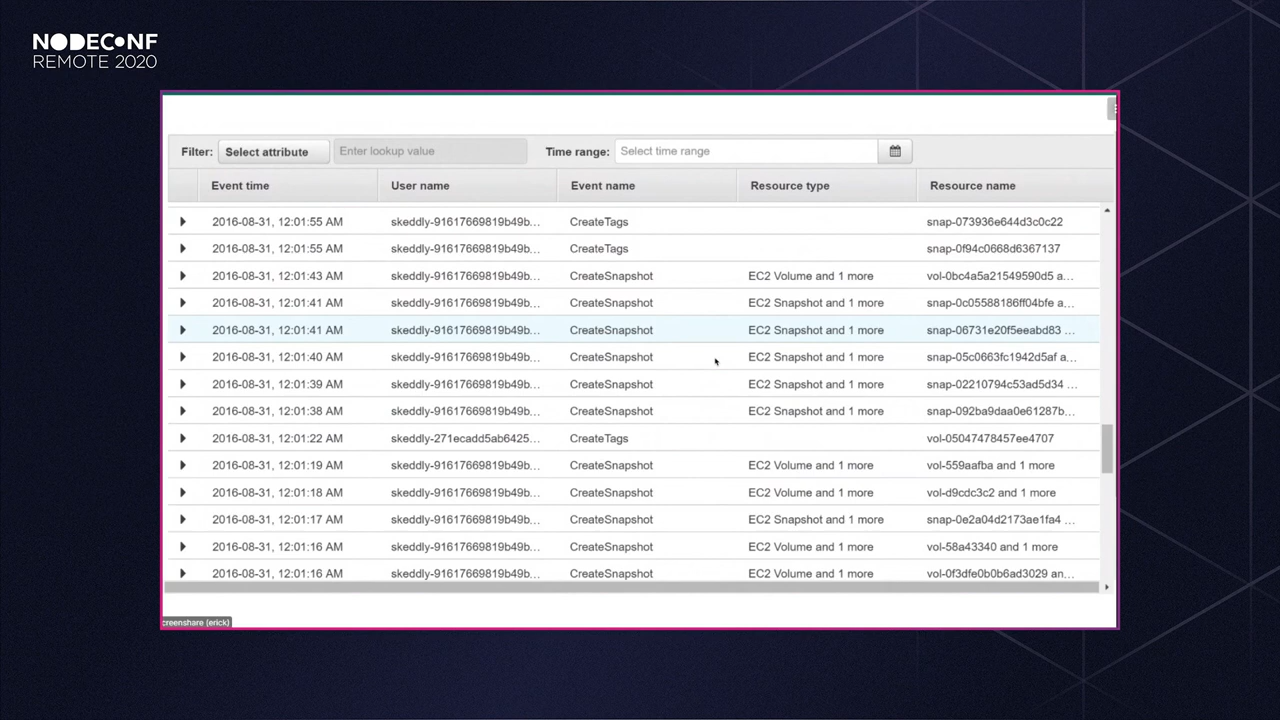 NODECONF
REMOTE 2020
Filter: Select attribute Enter lookup value Time range: Select time range
Event time User name Event name Resource type Resource name
2016-08-31, 12:01:55 AM skeddly-91617669819b49b... CreateTags snap-073936e644d3c0c22
2016-08-31, 12:01:55 AM skeddly-91617669819b49b... CreateTags snap-0f94c0668d6367137
2016-08-31, 12:01:43 AM skeddly-91617669819b49b... CreateSnapshot EC2 Volume and 1 more vol-0bc4a5a21549590d5 a...
2016-08-31, 12:01:41 AM skeddly-91617669819b49b... CreateSnapshot EC2 Snapshot and 1 more snap-0c05588186ff04bfe a...
2016-08-31, 12:01:41 AM skeddly-91617669819b49b... CreateSnapshot EC2 Snapshot and 1 more snap-06731e20f5eeabd83 ...
2016-08-31, 12:01:40 AM skeddly-91617669819b49b... CreateSnapshot EC2 Snapshot and 1 more snap-05c0663fc1942d5af a...
2016-08-31, 12:01:39 AM skeddly-91617669819b49b... CreateSnapshot EC2 Snapshot and 1 more snap-02210794c53ad5d34 ...
2016-08-31, 12:01:38 AM skeddly-91617669819b49b... CreateSnapshot EC2 Snapshot and 1 more snap-092ba9daa0e61287b...
2016-08-31, 12:01:22 AM skeddly-271ecadd5ab6425... CreateTags vol-05047478457ee4707
2016-08-31, 12:01:19 AM skeddly-91617669819b49b... CreateSnapshot EC2 Volume and 1 more vol-559aafba and 1 more
2016-08-31, 12:01:18 AM skeddly-91617669819b49b... CreateSnapshot EC2 Volume and 1 more vol-d9cdc3c2 and 1 more
2016-08-31, 12:01:17 AM skeddly-91617669819b49b... CreateSnapshot EC2 Snapshot and 1 more snap-0e2a04d2173ae1fa4 ...
2016-08-31, 12:01:16 AM skeddly-91617669819b49b... CreateSnapshot EC2 Volume and 1 more vol-58a43340 and 1 more
2016-08-31, 12:01:16 AM skeddly-91617669819b49b... CreateSnapshot EC2 Volume and 1 more vol-0f3dfe0b0b6ad3029 an...
creenshare (erick)